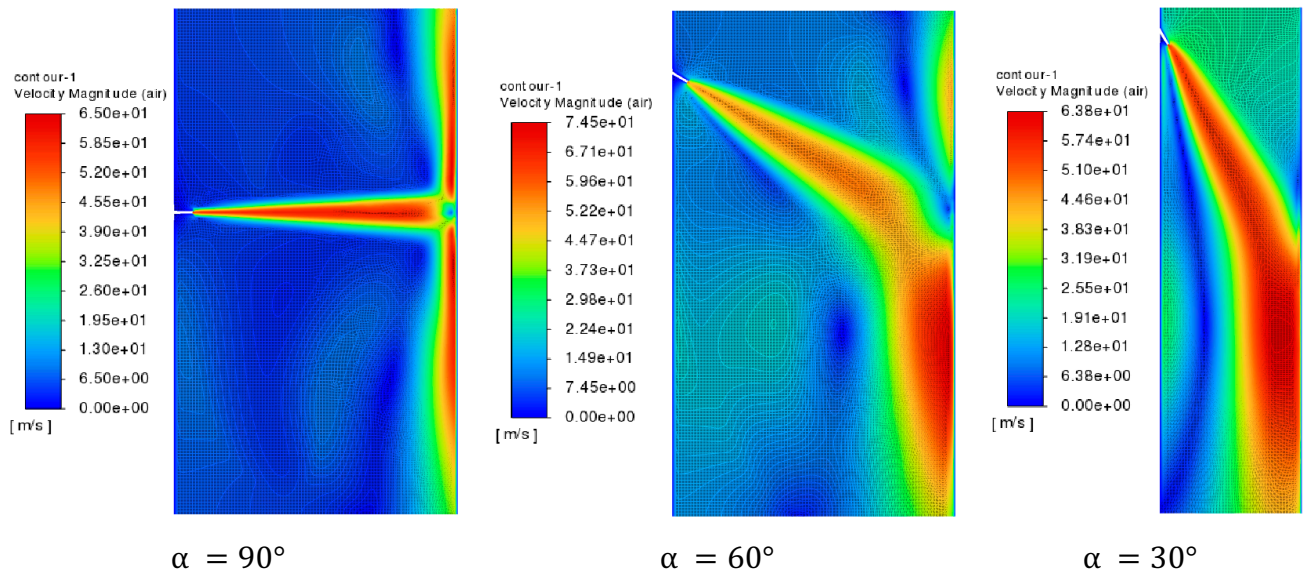 contour-1
Velocity Magnitude (air)
6.50e+01
5.85e+01
5.20e+01
4.55e+01
3.90e+01
3.25e+01
2.60e+01
1.95e+01
1.30e+01
6.50e+00
0.00e+00
[ m/s ]
contour-1
Velocity Magnitude (air)
7.45e+01
6.71e+01
5.96e+01
5.22e+01
4.47e+01
3.73e+01
2.98e+01
2.24e+01
1.49e+01
7.45e+00
0.00e+00
[ m/s ]
contour-1
Velocity Magnitude (air)
6.38e+01
5.74e+01
5.10e+01
4.46e+01
3.83e+01
3.19e+01
2.55e+01
1.91e+01
1.28e+01
6.38e+00
0.00e+00
[ m/s ]
α = 90°
α = 60°
α = 30°